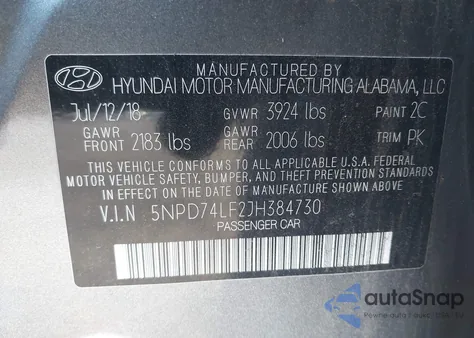 MANUFACTURED BY
HYUNDAI MOTOR MANUFACTURING ALABAMA, LLC
Jul/12/18 GVWR 3924 lbs PAINT 2C
GAWR FRONT 2183 lbs GAWR REAR 2006 lbs TRIM PK
THIS VEHICLE CONFORMS TO ALL APPLICABLE U.S.A. FEDERAL
MOTOR VEHICLE SAFETY, BUMPER, AND THEFT PREVENTION STANDARDS
IN EFFECT ON THE DATE OF MANUFACTURE SHOWN ABOVE.
V.I.N 5NPD74LF2JH384730
PASSENGER CAR
autoSnap